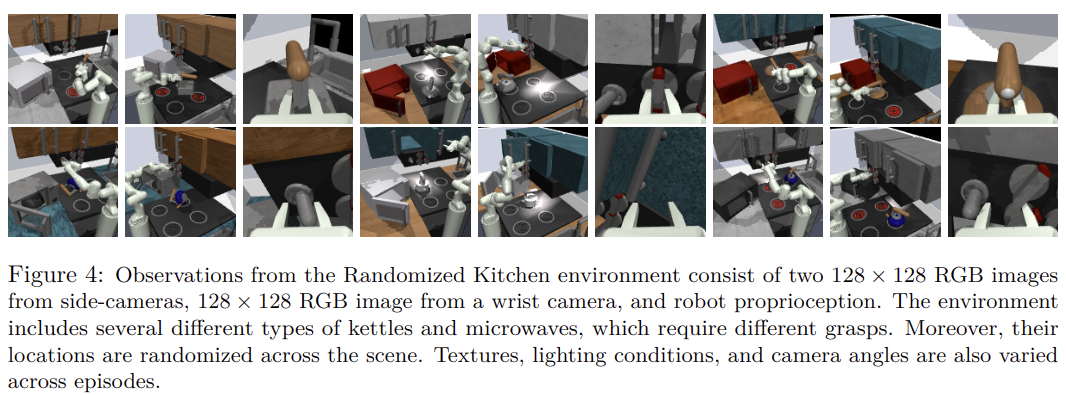 Figure 4: Observations from the Randomized Kitchen environment consist of two 128 × 128 RGB images
from side-cameras, 128 × 128 RGB image from a wrist camera, and robot proprioception. The environment
includes several different types of kettles and microwaves, which require different grasps. Moreover, their
locations are randomized across the scene. Textures, lighting conditions, and camera angles are also varied
across episodes.